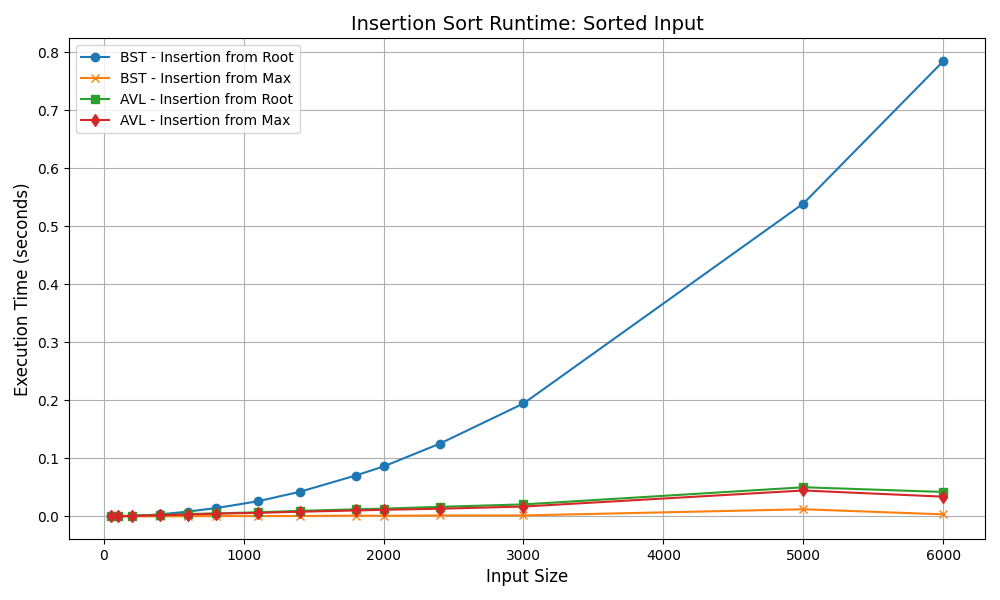 Insertion Sort Runtime: Sorted Input
BST - Insertion from Root
BST - Insertion from Max
AVL - Insertion from Root
AVL - Insertion from Max
Execution Time (seconds)
0.8
0.7
0.6
0.5
0.4
0.3
0.2
0.1
0.0
0 1000 2000 3000 4000 5000 6000
Input Size